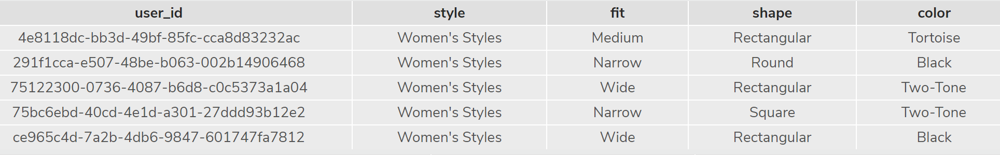 user_id style fit shape color
4e8118dc-bb3d-49bf-85fc-cca8d83232ac Women's Styles Medium Rectangular Tortoise
291f1cca-e507-48be-b063-002b14906468 Women's Styles Narrow Round Black
75122300-0736-4087-b6d8-c0c5373a1a04 Women's Styles Wide Rectangular Two-Tone
75bc6ebd-40cd-4e1d-a301-27ddd93b12e2 Women's Styles Narrow Square Two-Tone
ce965c4d-7a2b-4db6-9847-601747fa7812 Women's Styles Wide Rectangular Black